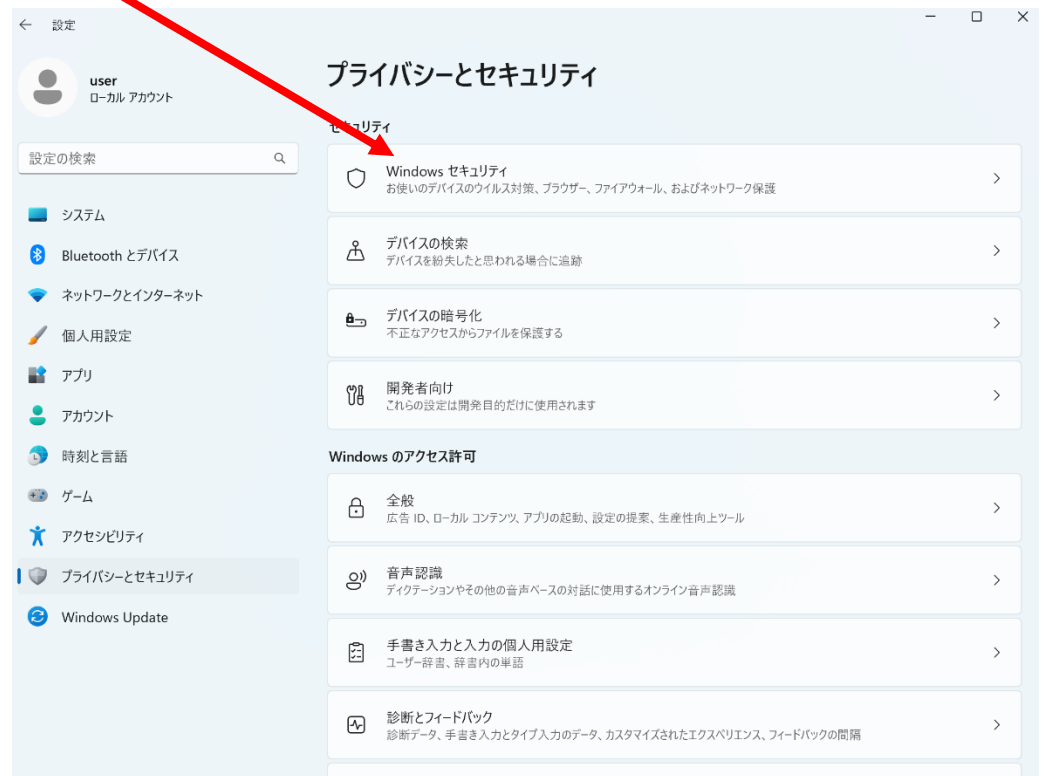 設定
user
ローカル アカウント
設定の検索
システム
Bluetooth とデバイス
ネットワークとインターネット
個人用設定
アプリ
アカウント
時刻と言語
ゲーム
アクセシビリティ
プライバシーとセキュリティ
Windows Update
プライバシーとセキュリティ
セキュリティ
Windows セキュリティ
お使いのデバイスのウイルス対策、ブラウザー、ファイアウォール、およびネットワーク保護
デバイスの検索
デバイスを紛失したと思われる場合に追跡
デバイスの暗号化
不正なアクセスからファイルを保護する
開発者向け
これらの設定は開発目的だけに使用されます
Windows のアクセス許可
全般
広告 ID、ローカル コンテンツ、アプリの起動、設定の提案、生産性向上ツール
音声認識
ディクテーションやその他の音声ベースの対話に使用するオンライン音声認識
手書き入力と入力の個人用設定
ユーザー辞書、辞書内の単語
診断とフィードバック
診断データ、手書き入力とタイプ入力のデータ、カスタマイズされたエクスペリエンス、フィードバックの間隔